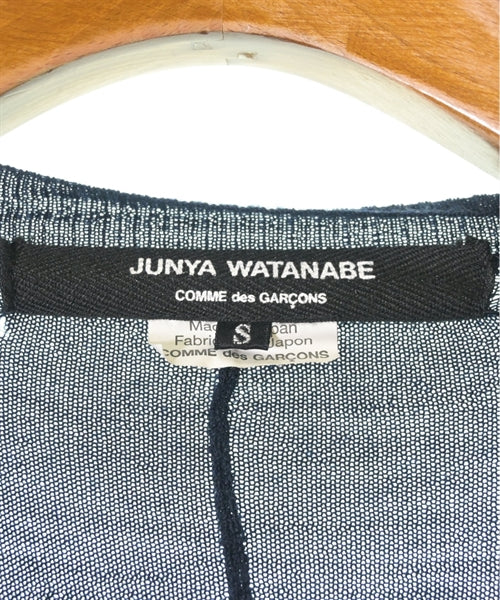 JUNYA WATANABE
COMME des GARÇONS
S
COMME des GARÇONS